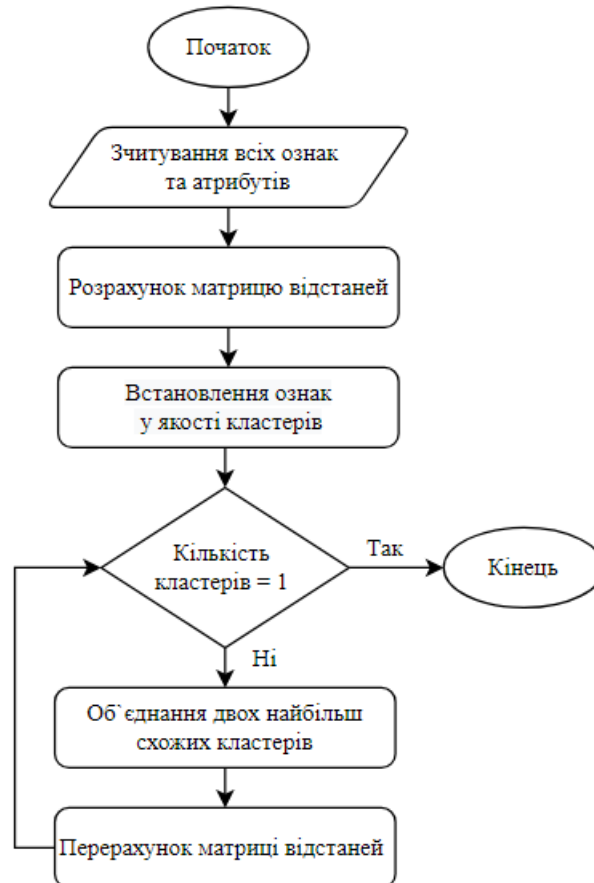 Початок
Зчитування всіх ознак
та атрибутів
Розрахунок матрицю відстаней
Встановлення ознак
у якості кластерів
Кількість
кластерів = 1
Так
Кінець
Ні
Об`єднання двох найбільш
схожих кластерів
Перерахунок матриці відстаней